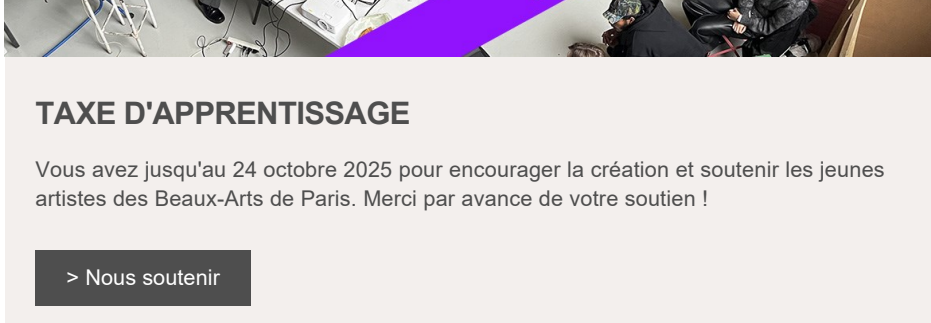 TAXE D'APPRENTISSAGE
Vous avez jusqu'au 24 octobre 2025 pour encourager la création et soutenir les jeunes
artistes des Beaux-Arts de Paris. Merci par avance de votre soutien !
> Nous soutenir